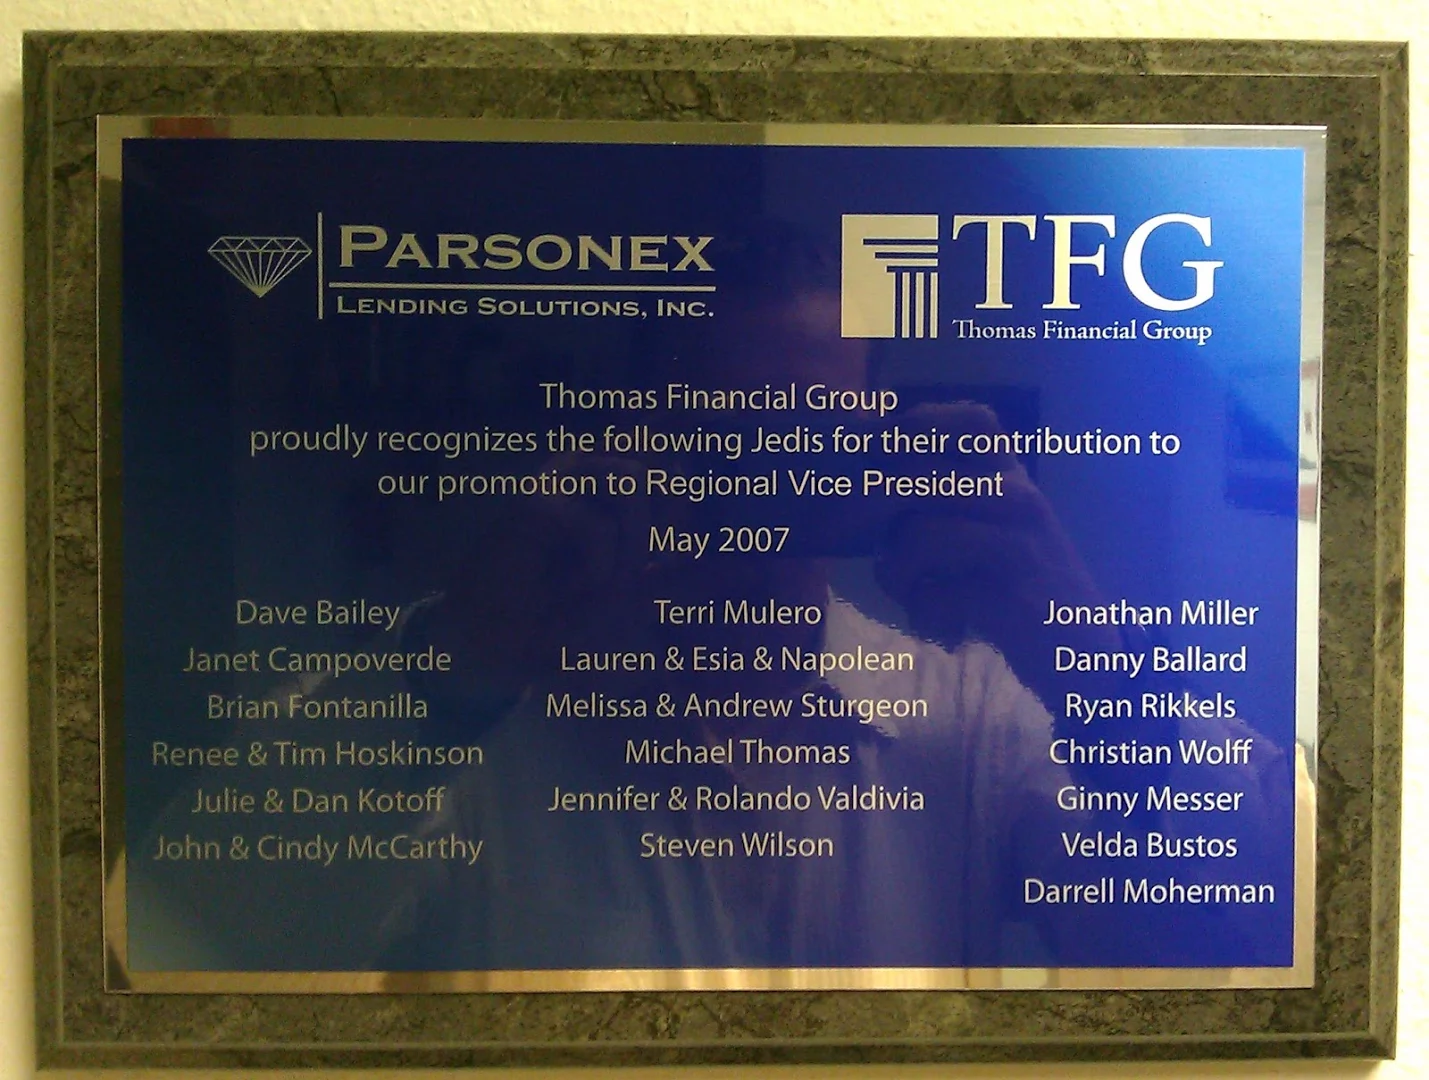 PARSONEX
LENDING SOLUTIONS, INC.
TFG
Thomas Financial Group
Thomas Financial Group
proudly recognizes the following Jedis for their contribution to
our promotion to Regional Vice President
May 2007
Dave Bailey
Janet Campoverde
Brian Fontanilla
Renee & Tim Hoskinson
Julie & Dan Kotoff
John & Cindy McCarthy
Terri Mulero
Lauren & Esia & Napolean
Melissa & Andrew Sturgeon
Michael Thomas
Jennifer & Rolando Valdivia
Steven Wilson
Jonathan Miller
Danny Ballard
Ryan Rikkels
Christian Wolff
Ginny Messer
Velda Bustos
Darrell Moherman